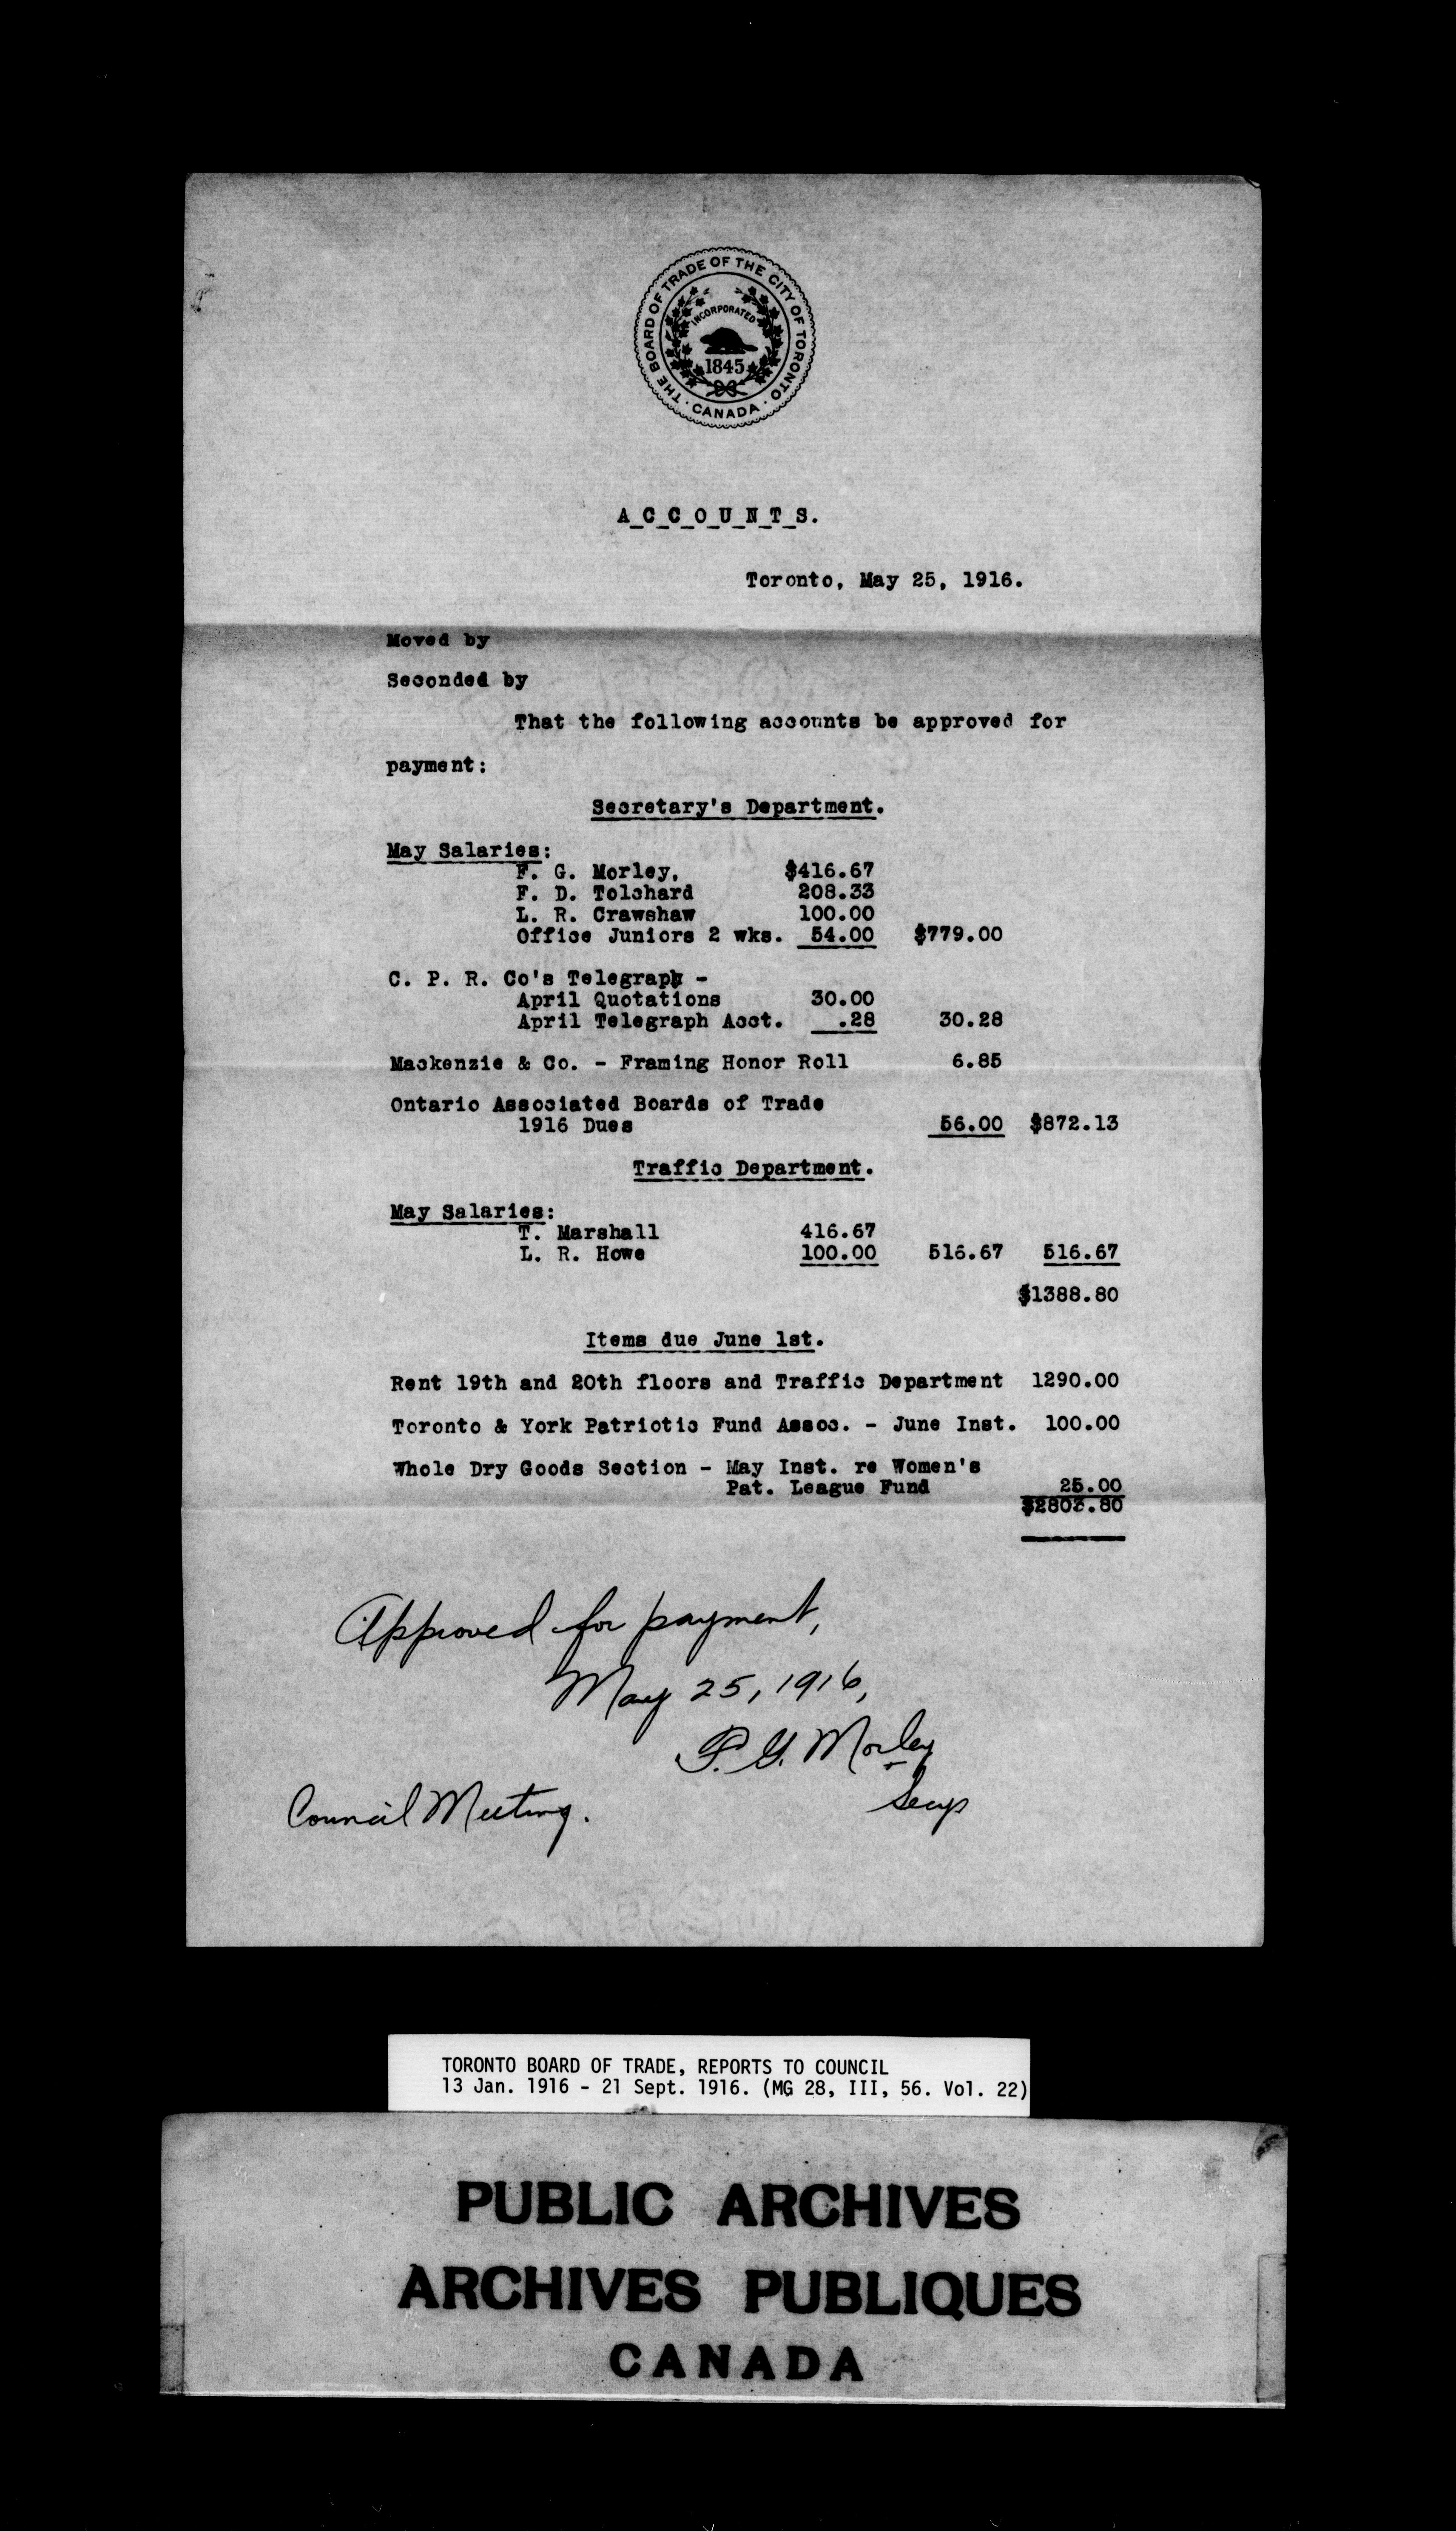 THE BOARD OF TRADE OF THE CITY OF TORONTO
INCORPORATED
1845
· CANADA ·
A_C_C_O_U_N_T_S.
Toronto, May 25, 1916.
Moved by
Seconded by
That the following accounts be approved for
payment:
Secretary's Department.
May Salaries:
F. G. Morley, $416.67
F. D. Tolchard 208.33
L. R. Crawshaw 100.00
Office Juniors 2 wks. 54.00 $779.00
C. P. R. Co's Telegraph -
April Quotations 30.00
April Telegraph Acct. .28 30.28
Mackenzie & Co. - Framing Honor Roll 6.85
Ontario Associated Boards of Trade
1916 Dues 56.00 $872.13
Traffic Department.
May Salaries:
T. Marshall 416.67
L. R. Howe 100.00 516.67 516.67
$1388.80
Items due June 1st.
Rent 19th and 20th floors and Traffic Department 1290.00
Toronto & York Patriotic Fund Assoc. - June Inst. 100.00
Whole Dry Goods Section - May Inst. re Women's
Pat. League Fund 25.00
$2803.80
Approved for payment,
May 25, 1916,
F. G. Morley
Secy
Council Meeting.
TORONTO BOARD OF TRADE, REPORTS TO COUNCIL
13 Jan. 1916 - 21 Sept. 1916. (MG 28, III, 56. Vol. 22)
PUBLIC ARCHIVES
ARCHIVES PUBLIQUES
CANADA